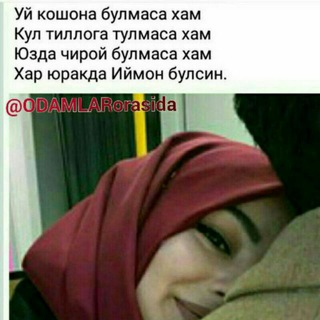 Уй кошона булмаса хам
Кул тиллога тулмаса хам
Юзда чирой булмаса хам
Хар юракда Иймон булсин.
@ODAMLARorasida